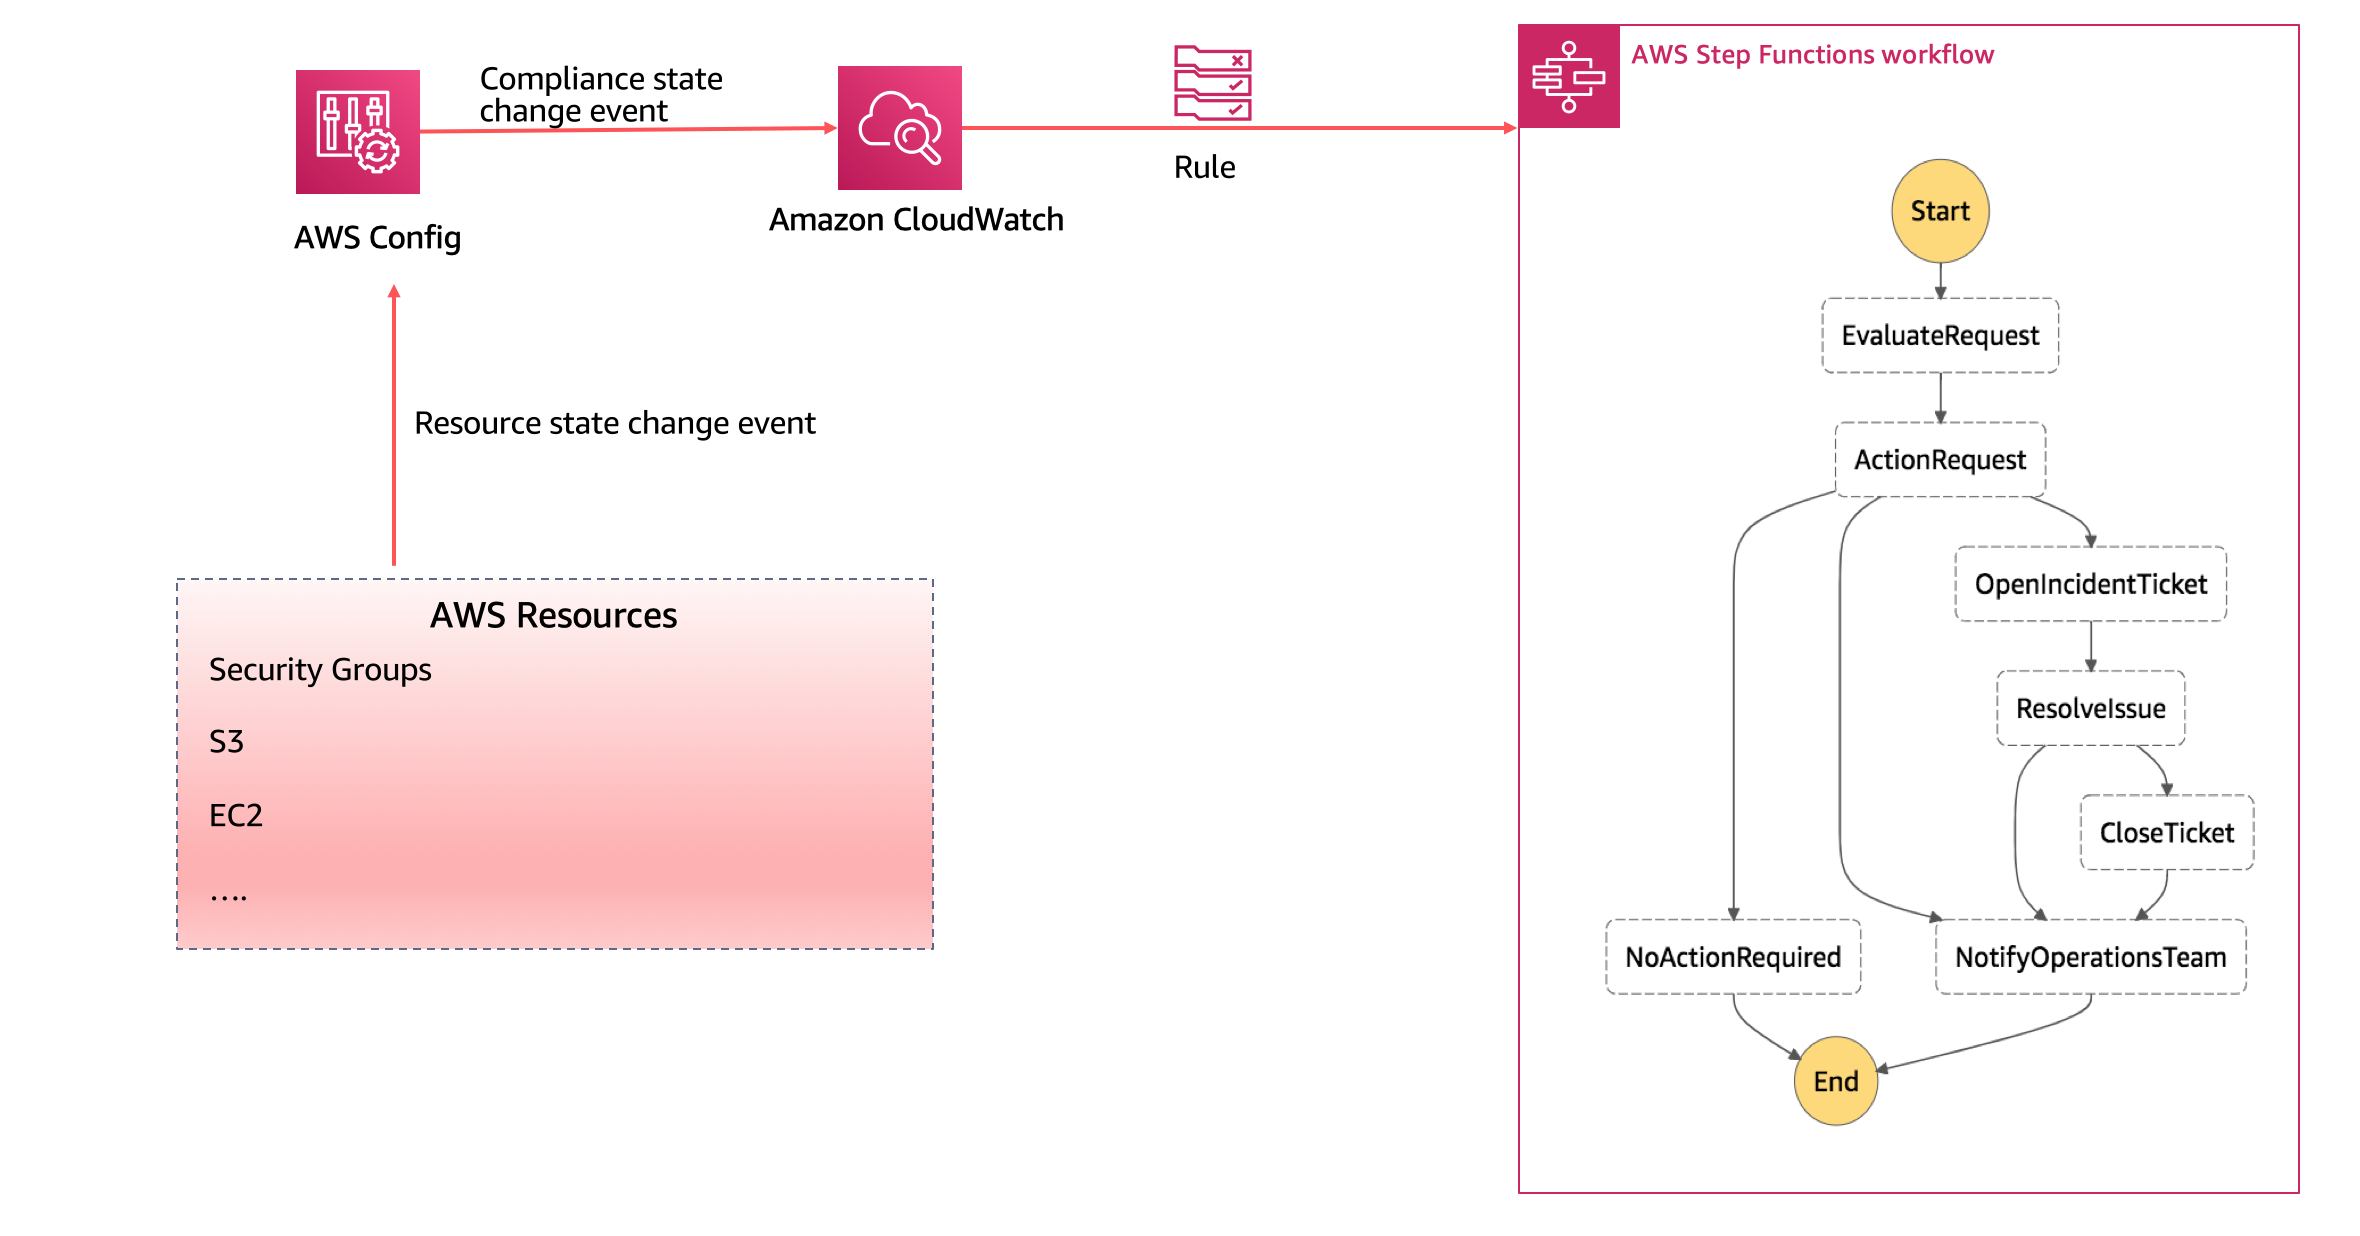 Compliance state
change event
AWS Config
Amazon CloudWatch
Rule
Resource state change event
AWS Resources
Security Groups
S3
EC2
....
AWS Step Functions workflow
Start
EvaluateRequest
ActionRequest
OpenIncidentTicket
ResolveIssue
CloseTicket
NoActionRequired
NotifyOperationsTeam
End